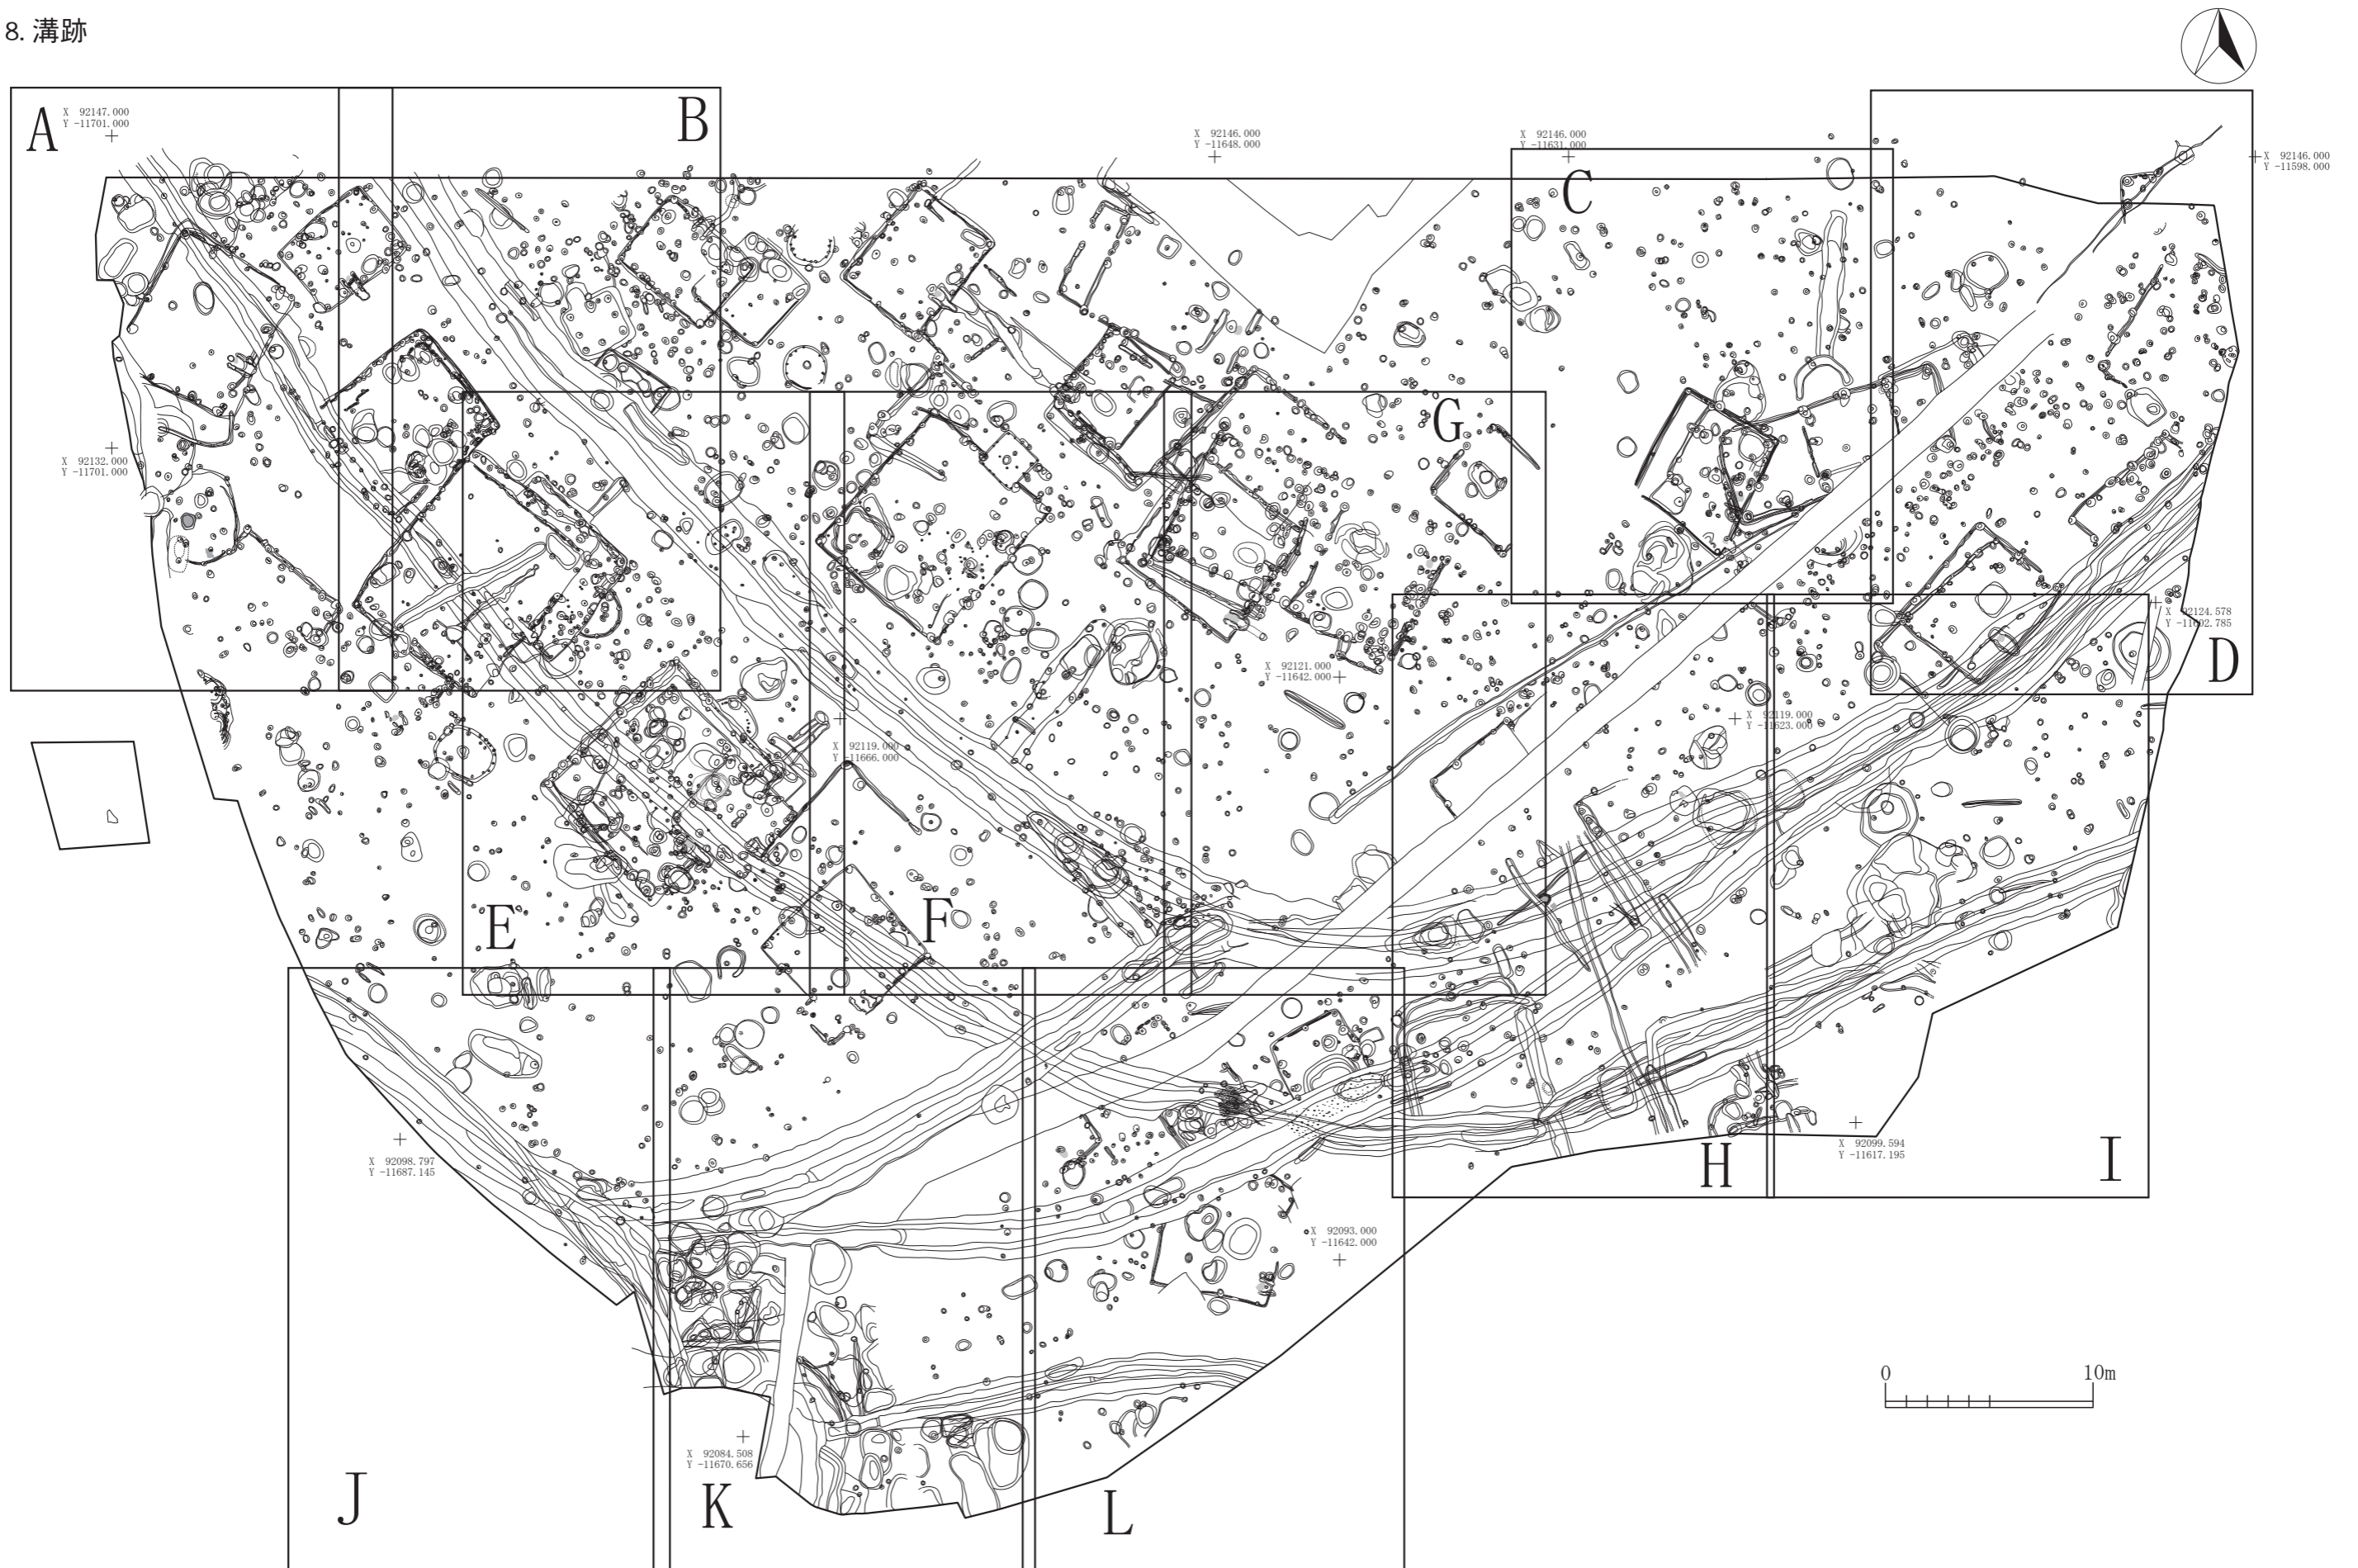 8. 溝跡
A
X 92147.000
Y -11701.000
B
X 92146.000
Y -11648.000
X 92146.000
Y -11631.000
C
X 92146.000
Y -11598.000
G
X 92132.000
Y -11701.000
X 92124.578
Y -11602.785
D
X 92121.000
Y -11642.000
X 92119.000
Y -11623.000
X 92119.000
Y -11666.000
E
F
X 92098.797
Y -11687.145
X 92099.594
Y -11617.195
H
I
X 92093.000
Y -11642.000
0 10m
X 92084.508
Y -11670.656
J
K
L